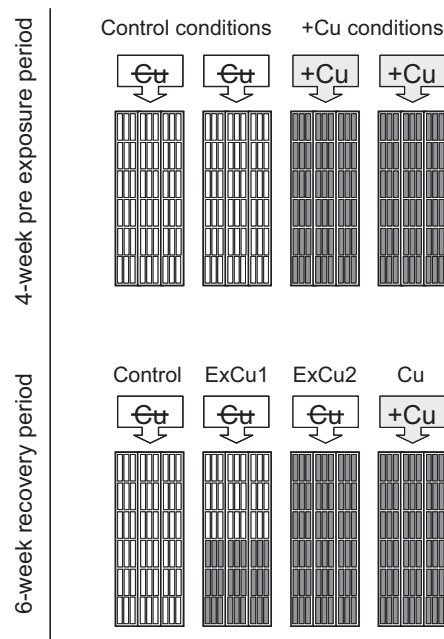 4-week pre exposure period
Control conditions +Cu conditions
Cu Cu +Cu +Cu
6-week recovery period
Control ExCu1 ExCu2 Cu
Cu Cu Cu +Cu